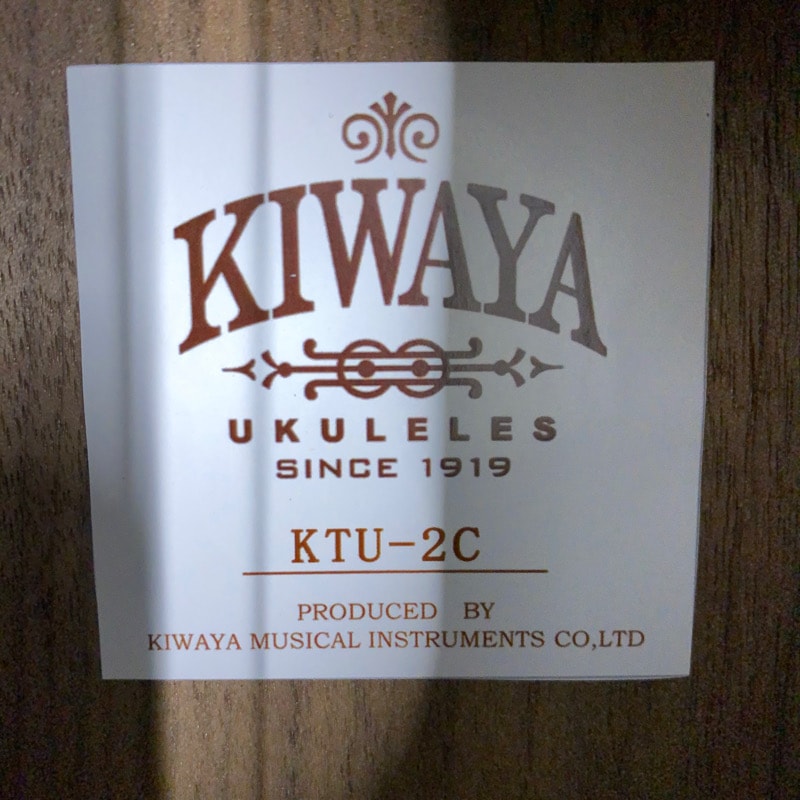 KIWAYA
UKULELES
SINCE 1919
KTU-2C
PRODUCED BY
KIWAYA MUSICAL INSTRUMENTS CO,LTD